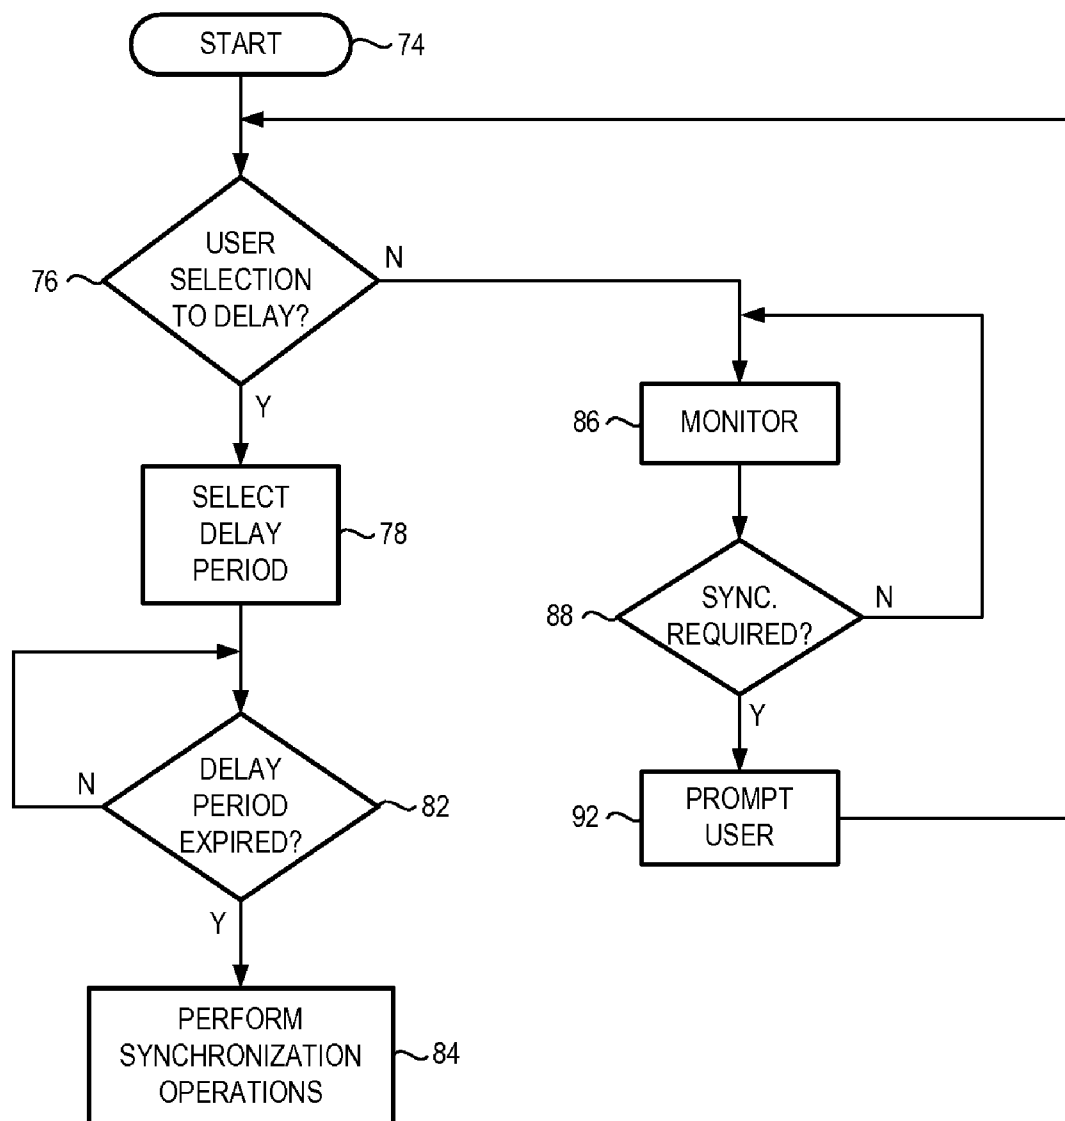 START
74
USER
SELECTION
TO DELAY?
76
N
Y
SELECT
DELAY
PERIOD
78
MONITOR
86
SYNC.
REQUIRED?
88
N
Y
DELAY
PERIOD
EXPIRED?
82
N
Y
PROMPT
USER
92
PERFORM
SYNCHRONIZATION
OPERATIONS
84